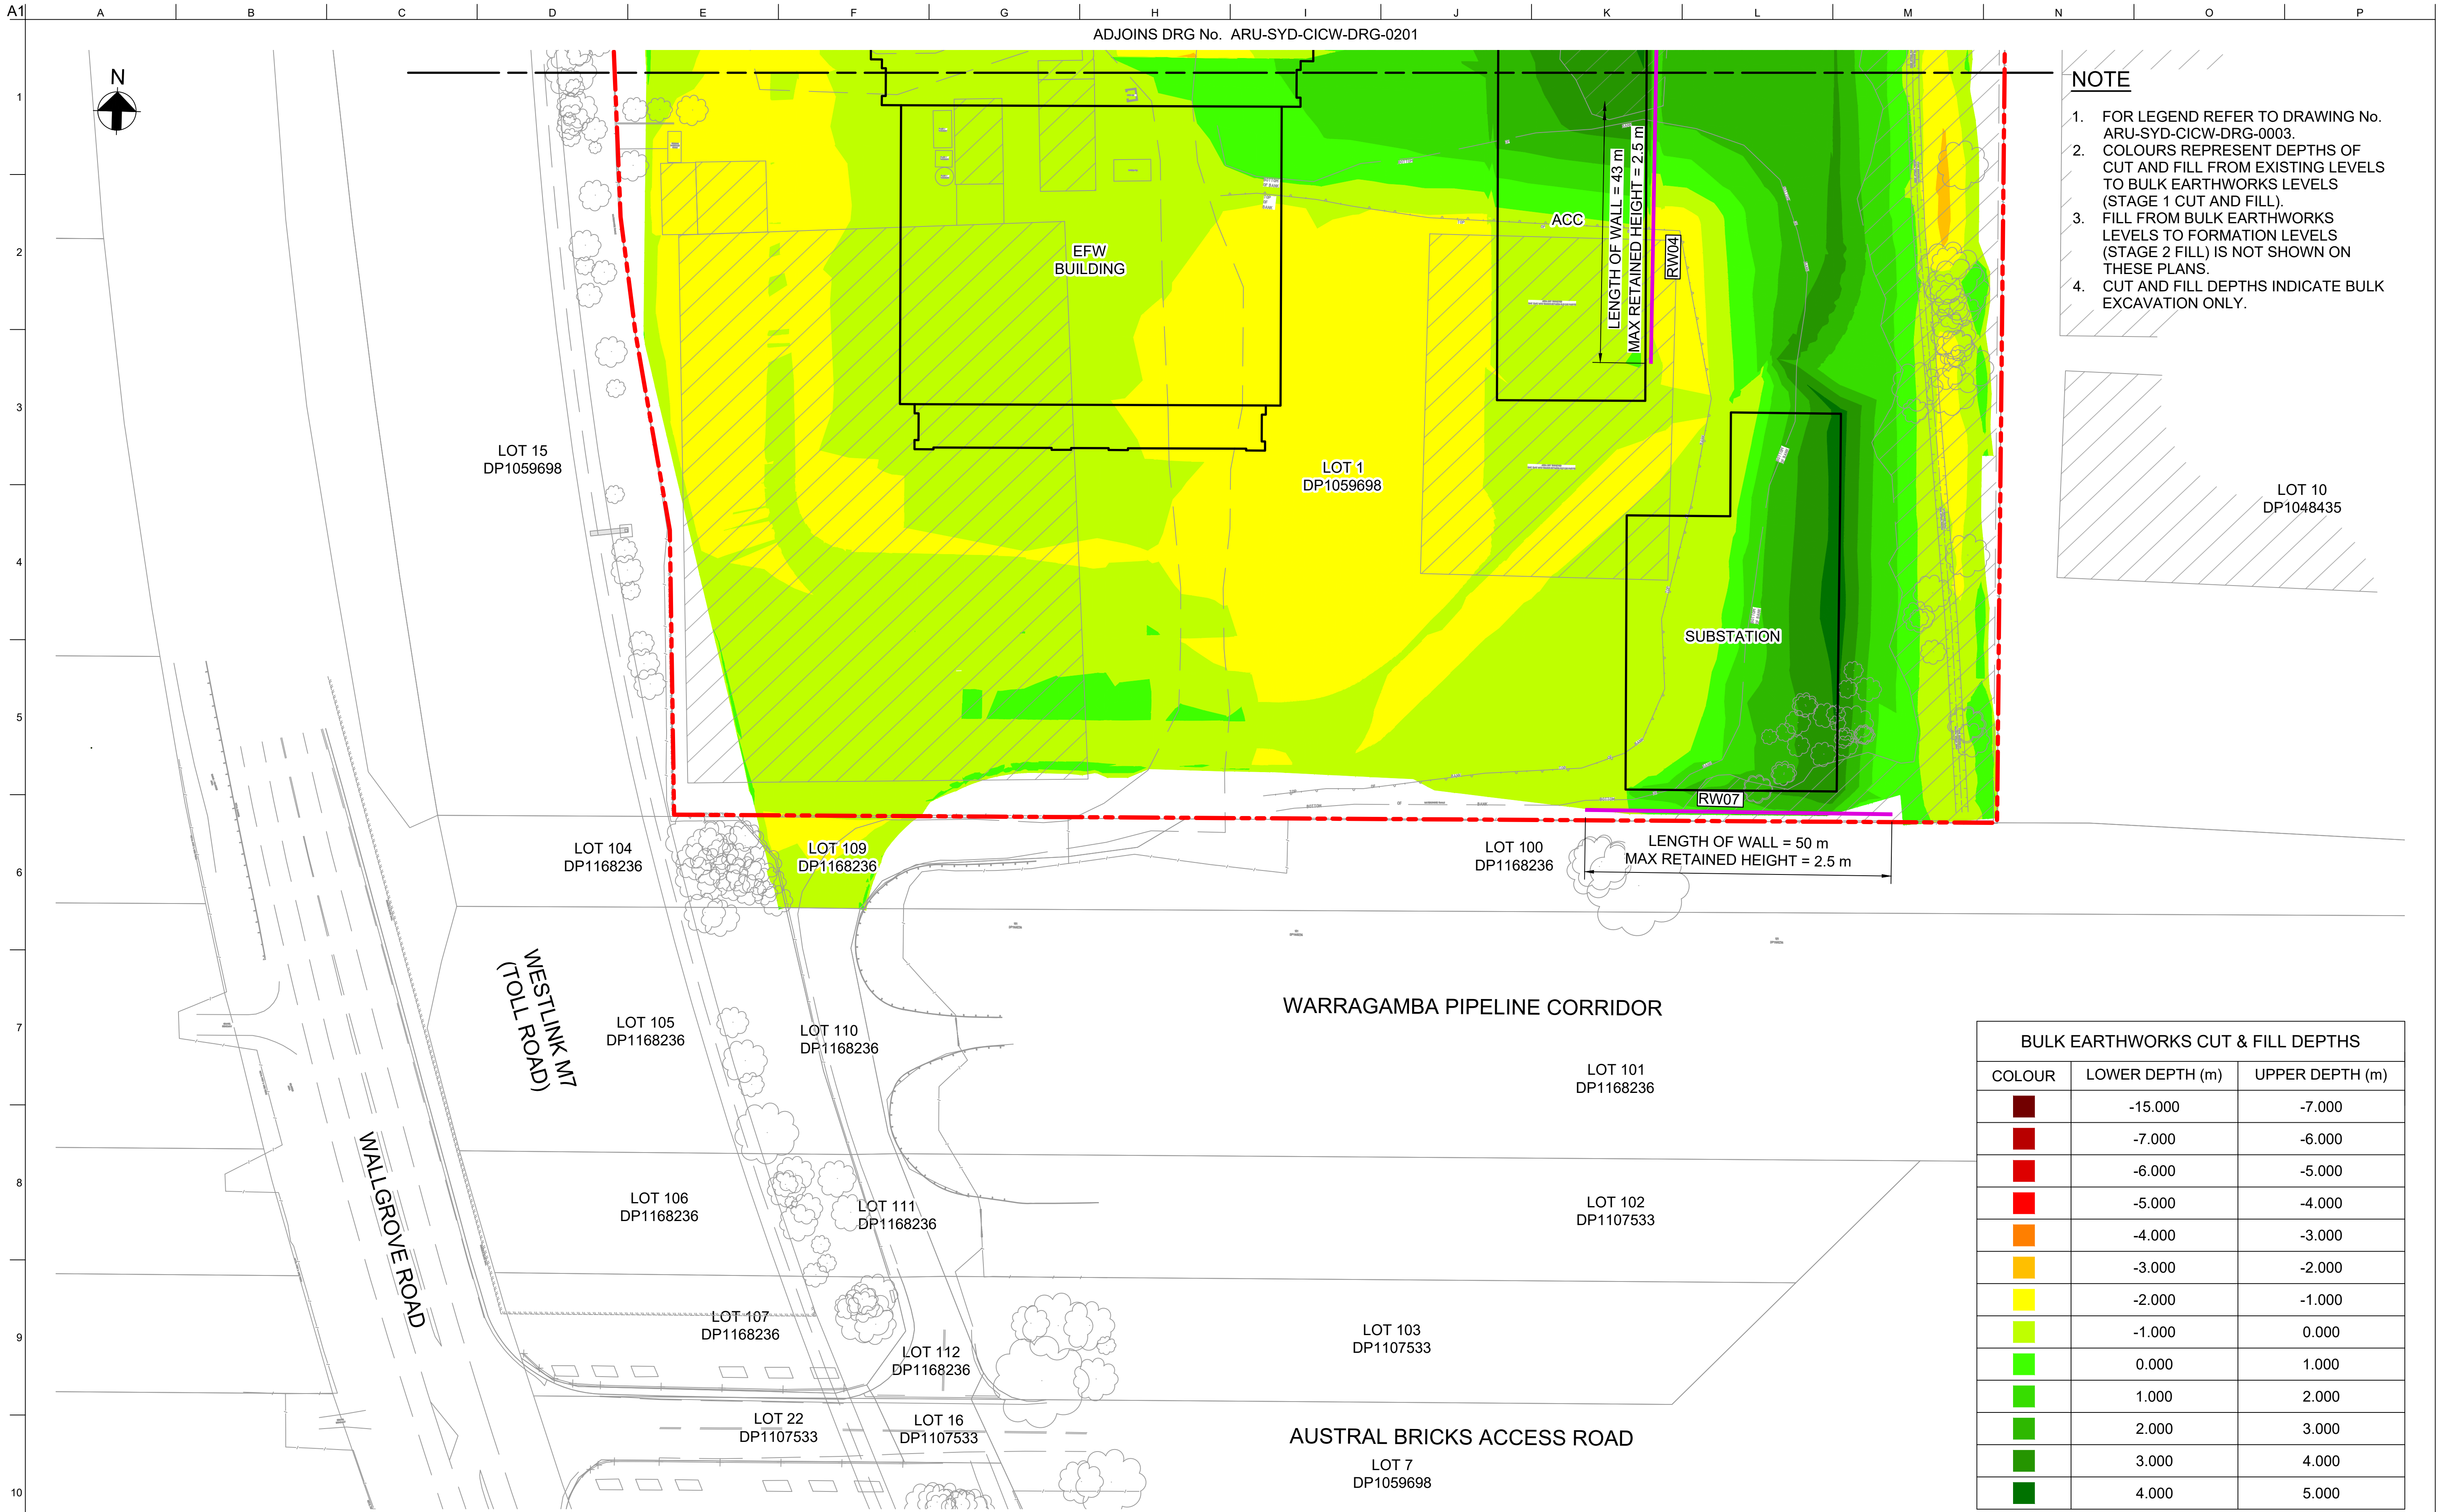 A1
A B C D E F G H I J K L M N O P
ADJOINS DRG No. ARU-SYD-CICW-DRG-0201
N
1
2
3
4
5
6
7
8
9
10
NOTE
1. FOR LEGEND REFER TO DRAWING No.
ARU-SYD-CICW-DRG-0003.
2. COLOURS REPRESENT DEPTHS OF
CUT AND FILL FROM EXISTING LEVELS
TO BULK EARTHWORKS LEVELS
(STAGE 1 CUT AND FILL).
3. FILL FROM BULK EARTHWORKS
LEVELS TO FORMATION LEVELS
(STAGE 2 FILL) IS NOT SHOWN ON
THESE PLANS.
4. CUT AND FILL DEPTHS INDICATE BULK
EXCAVATION ONLY.
EFW
BUILDING
ACC
LENGTH OF WALL = 43 m
MAX RETAINED HEIGHT = 2.5 m
RW04
LOT 15
DP1059698
LOT 1
DP1059698
LOT 10
DP1048435
SUBSTATION
RW07
LENGTH OF WALL = 50 m
MAX RETAINED HEIGHT = 2.5 m
LOT 104
DP1168236
LOT 109
DP1168236
LOT 100
DP1168236
WESTLINK M7
(TOLL ROAD)
WARRAGAMBA PIPELINE CORRIDOR
LOT 105
DP1168236
LOT 110
DP1168236
LOT 101
DP1168236
WALLGROVE ROAD
LOT 106
DP1168236
LOT 111
DP1168236
LOT 102
DP1107533
LOT 107
DP1168236
LOT 112
DP1168236
LOT 103
DP1107533
LOT 22
DP1107533
LOT 16
DP1107533
AUSTRAL BRICKS ACCESS ROAD
LOT 7
DP1059698
BULK EARTHWORKS CUT & FILL DEPTHS
COLOUR LOWER DEPTH (m) UPPER DEPTH (m)
-15.000 -7.000
-7.000 -6.000
-6.000 -5.000
-5.000 -4.000
-4.000 -3.000
-3.000 -2.000
-2.000 -1.000
-1.000 0.000
0.000 1.000
1.000 2.000
2.000 3.000
3.000 4.000
4.000 5.000